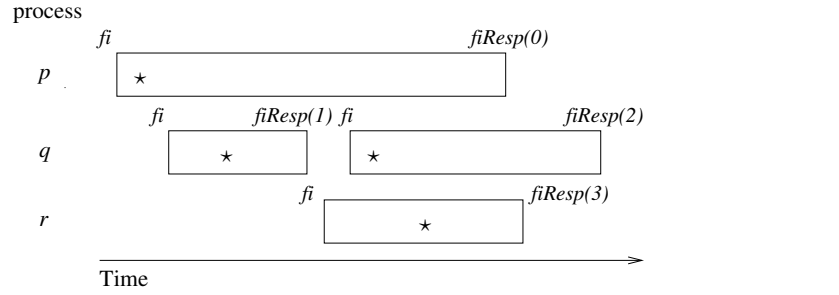 process
fi fiResp(0)
p
fi fiResp(1) fi fiResp(2)
q
fi fiResp(3)
r
Time